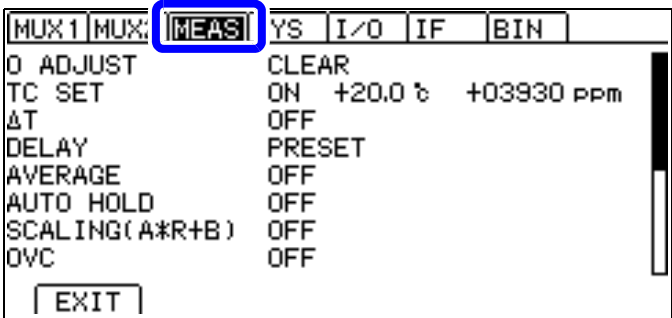 MUX1 MUX2 MEAS YS I/O IF BIN
0 ADJUST CLEAR
TC SET ON +20.0 ℃ +03930 ppm
ΔT OFF
DELAY PRESET
AVERAGE OFF
AUTO HOLD OFF
SCALING(A*R+B) OFF
OVC OFF
EXIT